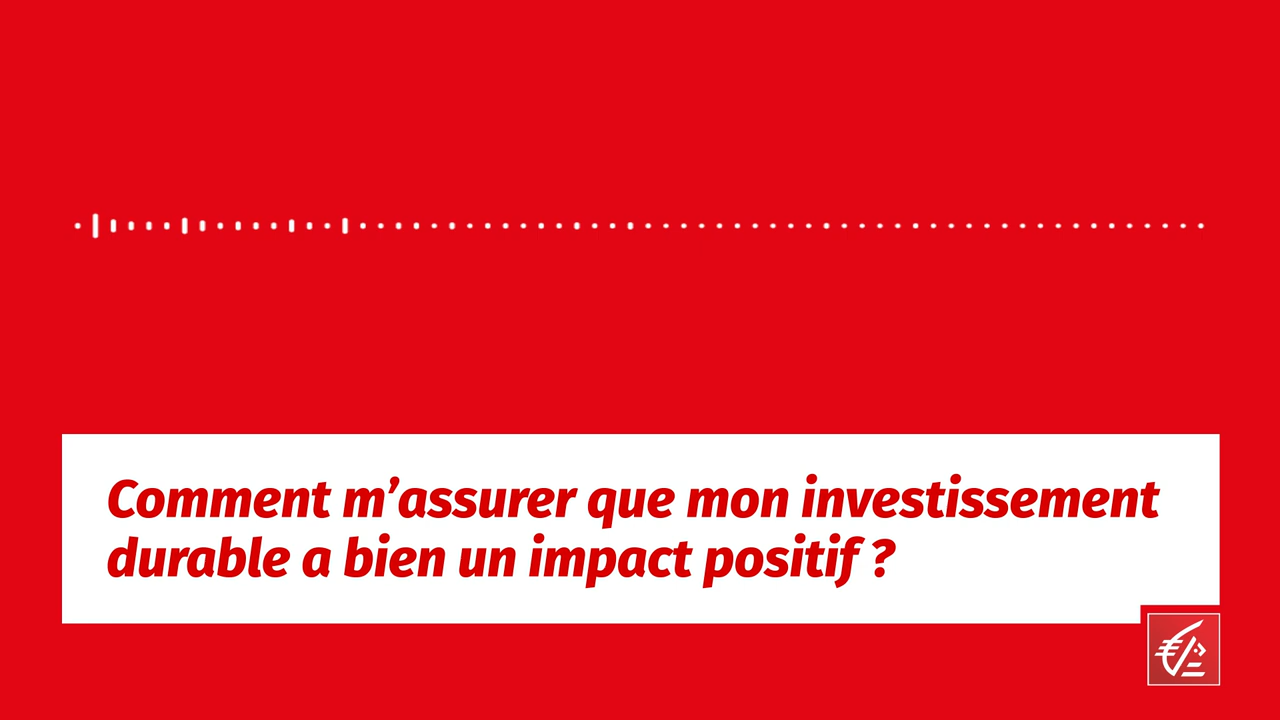 Comment m’assurer que mon investissement
durable a bien un impact positif ?